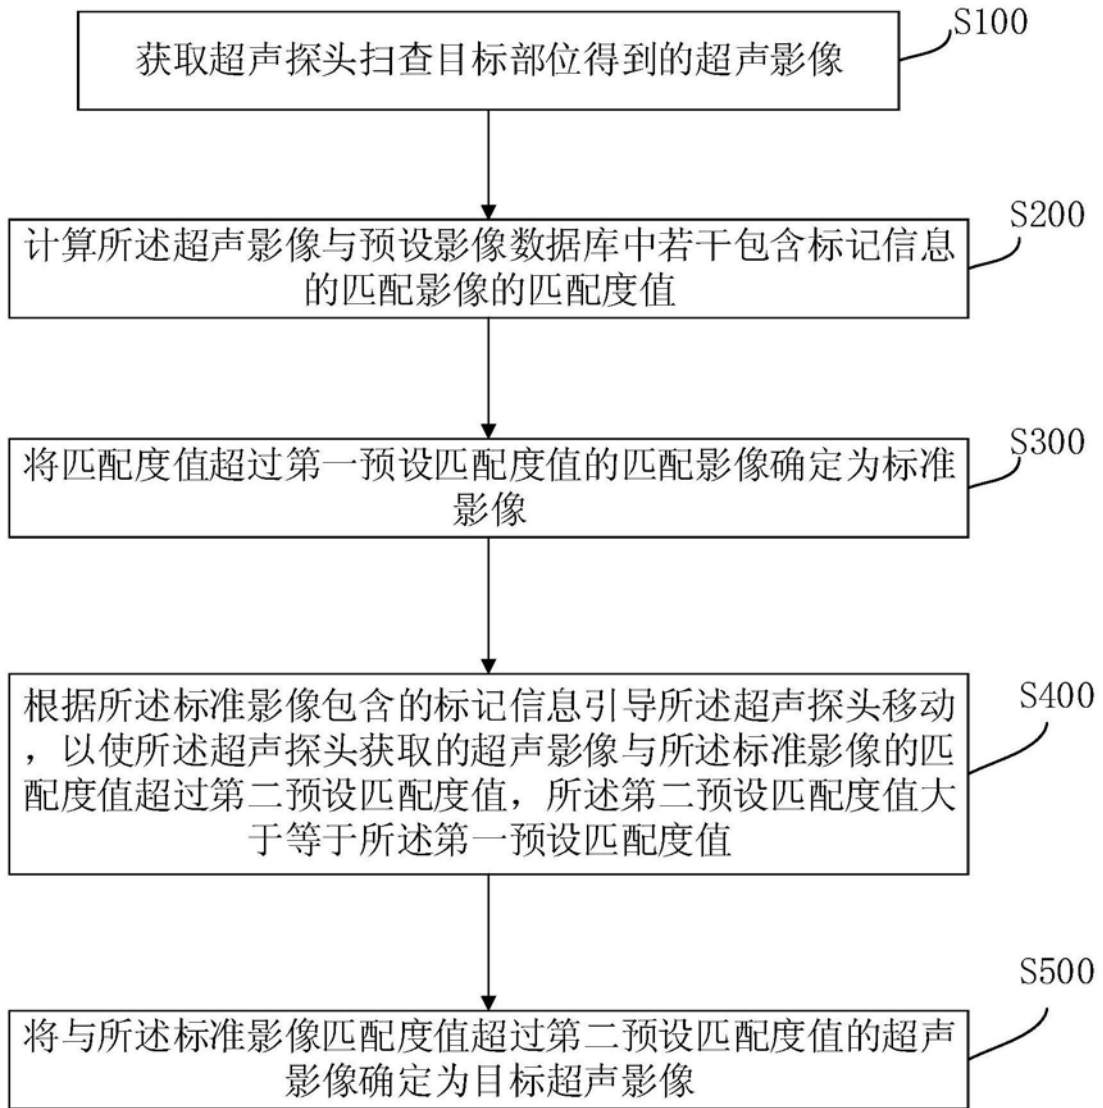 S100
获取超声探头扫查目标部位得到的超声影像
S200
计算所述超声影像与预设影像数据库中若干包含标记信息
的匹配影像的匹配度值
S300
将匹配度值超过第一预设匹配度值的匹配影像确定为标准
影像
S400
根据所述标准影像包含的标记信息引导所述超声探头移动
，以使所述超声探头获取的超声影像与所述标准影像的匹
配度值超过第二预设匹配度值，所述第二预设匹配度值大
于等于所述第一预设匹配度值
S500
将与所述标准影像匹配度值超过第二预设匹配度值的超声
影像确定为目标超声影像